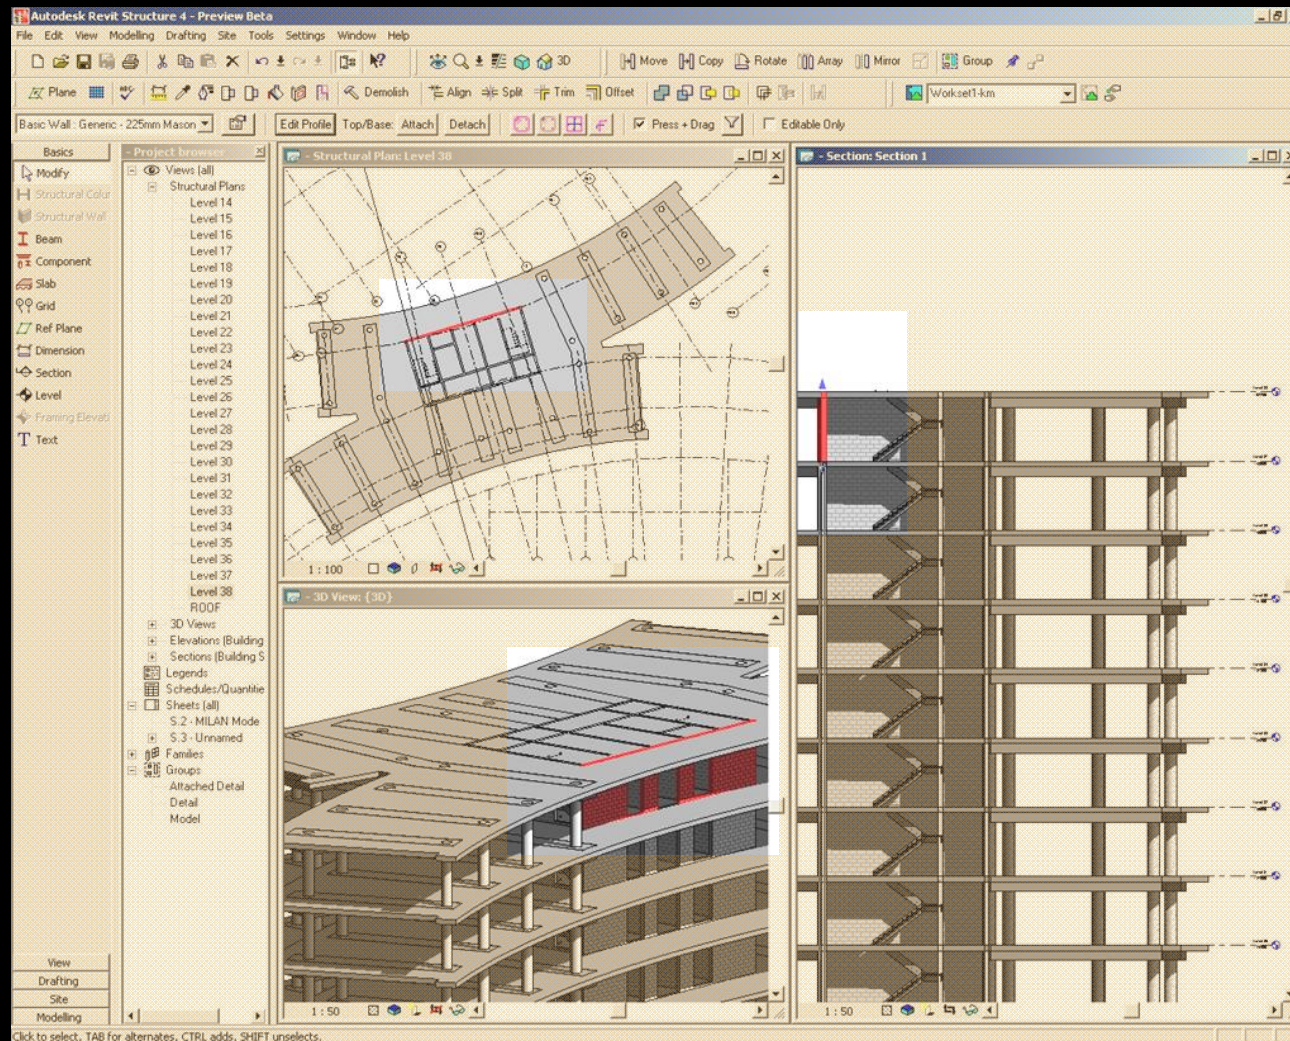 Autodesk Revit Structure 4 - Preview Beta
File Edit View Modelling Drafting Site Tools Settings Window Help
3D Move Copy Rotate Array Mirror Group
Plane Demolish Align Split Trim Offset Workset1-km
Basic Wall : Generic - 225mm Mason Edit Profile Top/Base: Attach Detach Press + Drag Editable Only
Basics
Modify
Structural Colur
Structural Wall
Beam
Component
Slab
Grid
Ref Plane
Dimension
Section
Level
Framing Elevati
Text
View
Drafting
Site
Modelling
- Project browser
Views (all)
Structural Plans
Level 14
Level 15
Level 16
Level 17
Level 18
Level 19
Level 20
Level 21
Level 22
Level 23
Level 24
Level 25
Level 26
Level 27
Level 28
Level 29
Level 30
Level 31
Level 32
Level 33
Level 34
Level 35
Level 36
Level 37
Level 38
ROOF
3D Views
Elevations (Building
Sections (Building S
Legends
Schedules/Quantitie
Sheets (all)
S.2 - MILAN Mode
S.3 - Unnamed
Families
Groups
Attached Detail
Detail
Model
- Structural Plan: Level 38
1 : 100
- 3D View: {3D}
1 : 50
- Section: Section 1
1 : 50
Click to select, TAB for alternates, CTRL adds, SHIFT unselects.